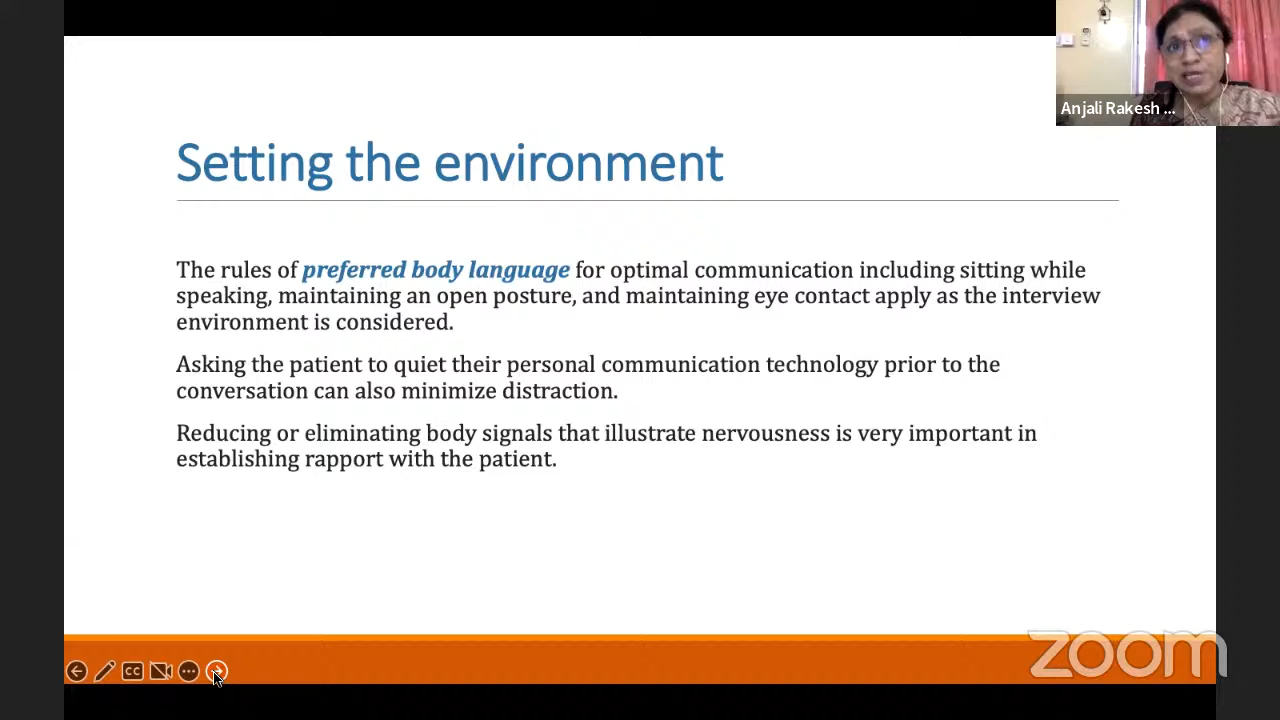 Anjali Rakesh ...
Setting the environment
The rules of preferred body language for optimal communication including sitting while
speaking, maintaining an open posture, and maintaining eye contact apply as the interview
environment is considered.
Asking the patient to quiet their personal communication technology prior to the
conversation can also minimize distraction.
Reducing or eliminating body signals that illustrate nervousness is very important in
establishing rapport with the patient.
CC
zoom